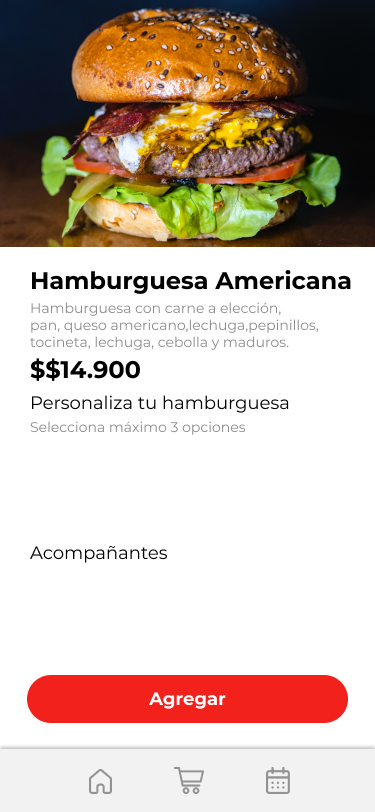 Hamburguesa Americana
Hamburguesa con carne a elección,
pan, queso americano,lechuga,pepinillos,
tocineta, lechuga, cebolla y maduros.
$$14.900
Personaliza tu hamburguesa
Selecciona máximo 3 opciones
Acompañantes
Agregar